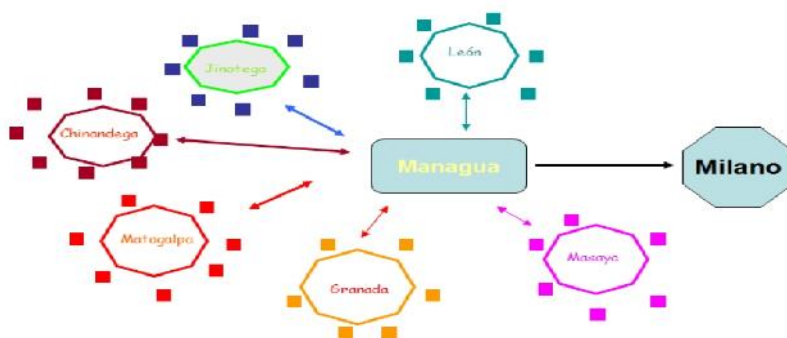 León
Jinotega
Chinandega
Managua
Milano
Matagalpa
Masaya
Granada